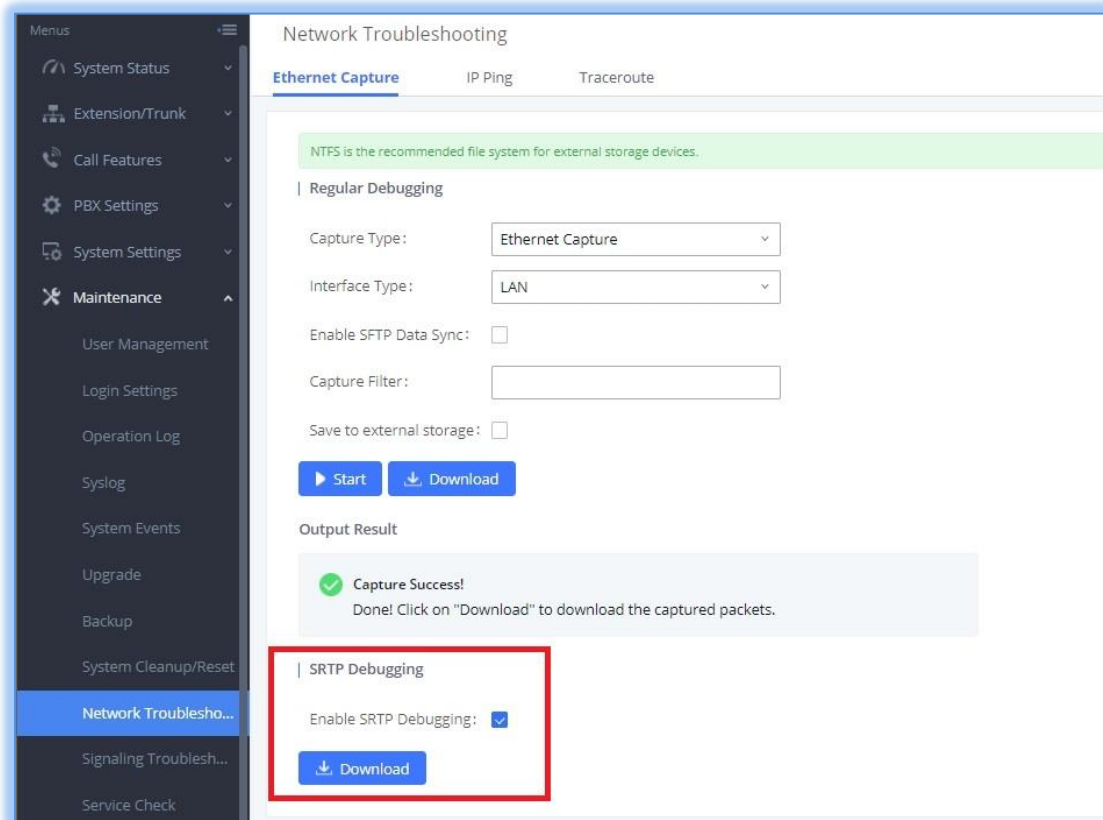 Menus
System Status
Extension/Trunk
Call Features
PBX Settings
System Settings
Maintenance
User Management
Login Settings
Operation Log
Syslog
System Events
Upgrade
Backup
System Cleanup/Reset
Network Troublesho...
Signaling Troublesh...
Service Check
Network Troubleshooting
Ethernet Capture IP Ping Traceroute
NTFS is the recommended file system for external storage devices.
Regular Debugging
Capture Type: Ethernet Capture
Interface Type: LAN
Enable SFTP Data Sync:
Capture Filter:
Save to external storage:
Start Download
Output Result
Capture Success!
Done! Click on "Download" to download the captured packets.
SRTP Debugging
Enable SRTP Debugging:
Download